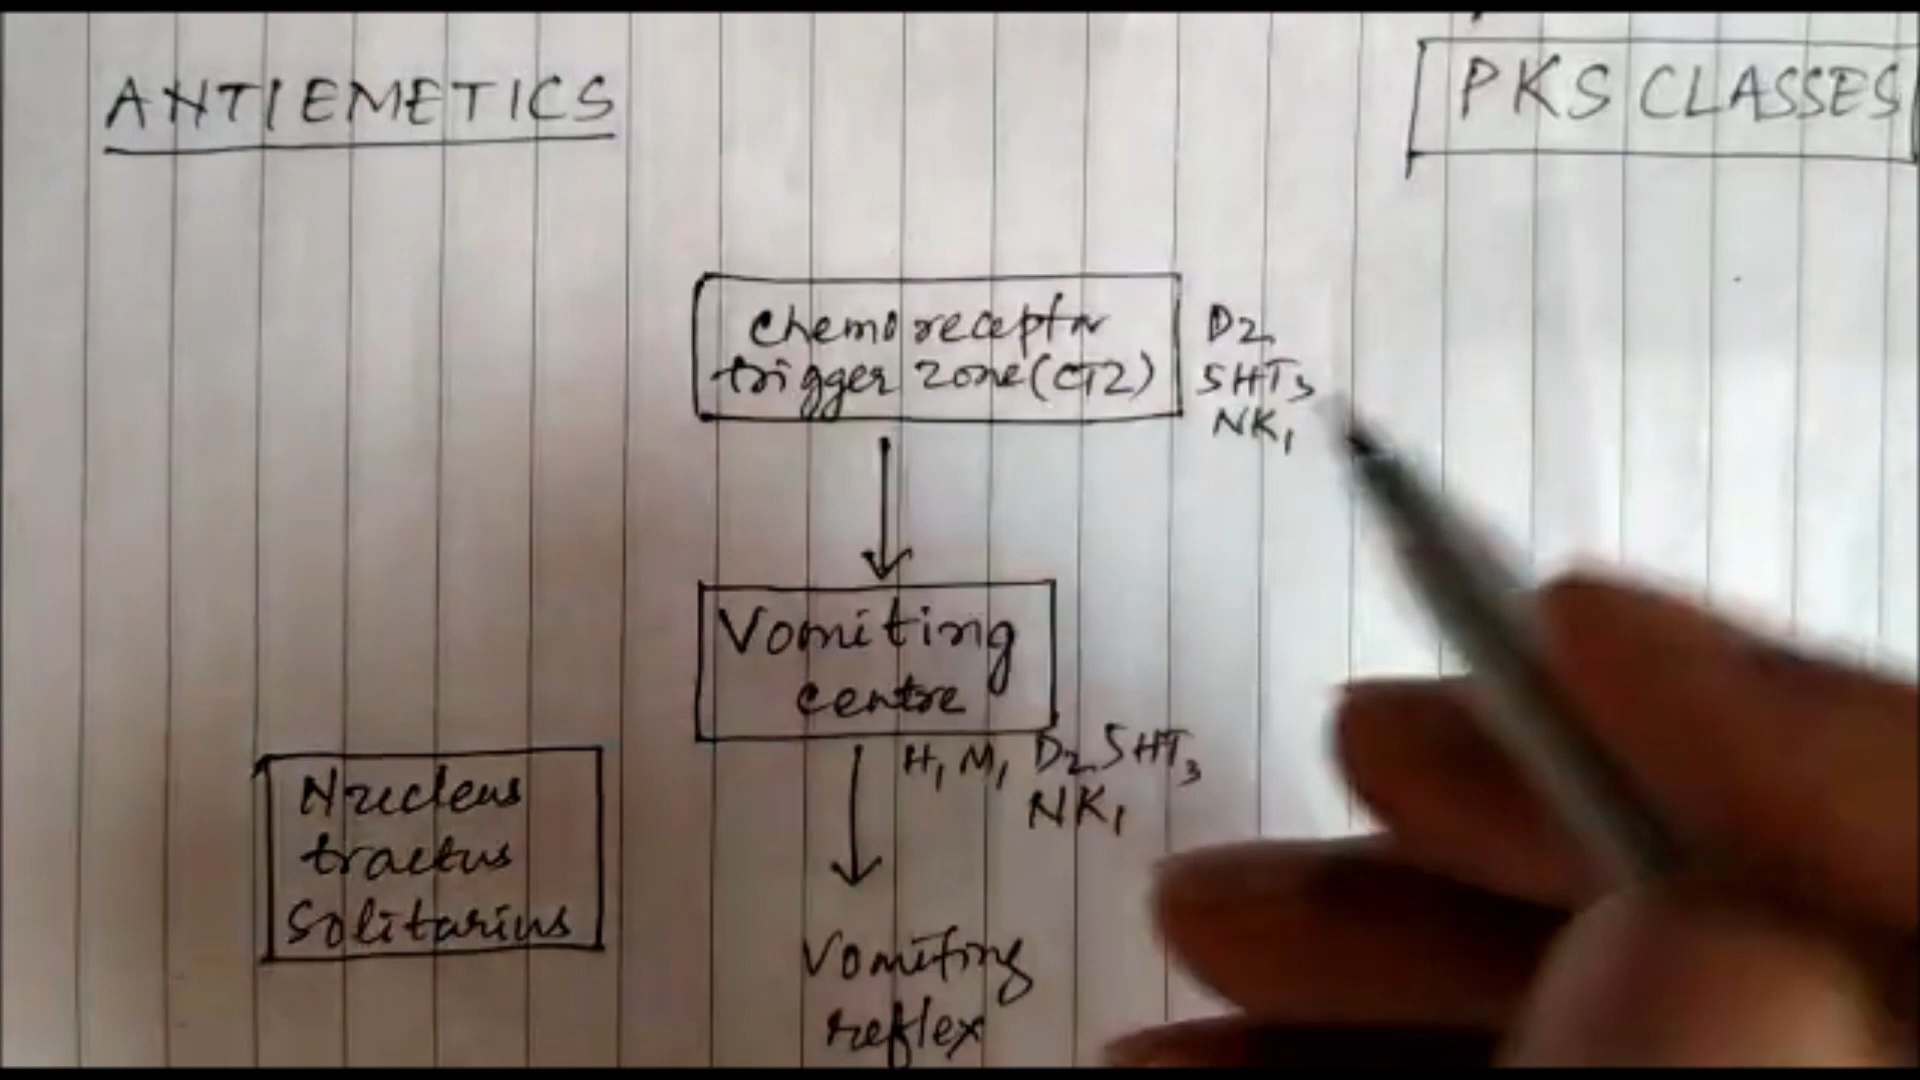 ANTIEMETICS
PKS CLASSES
Chemoreceptor
trigger zone (CTZ)
D2
5HT3
NK1
Vomiting
centre
H1 M1 D2 5HT3
NK1
Nucleus
tractus
Solitarius
Vomiting
reflex